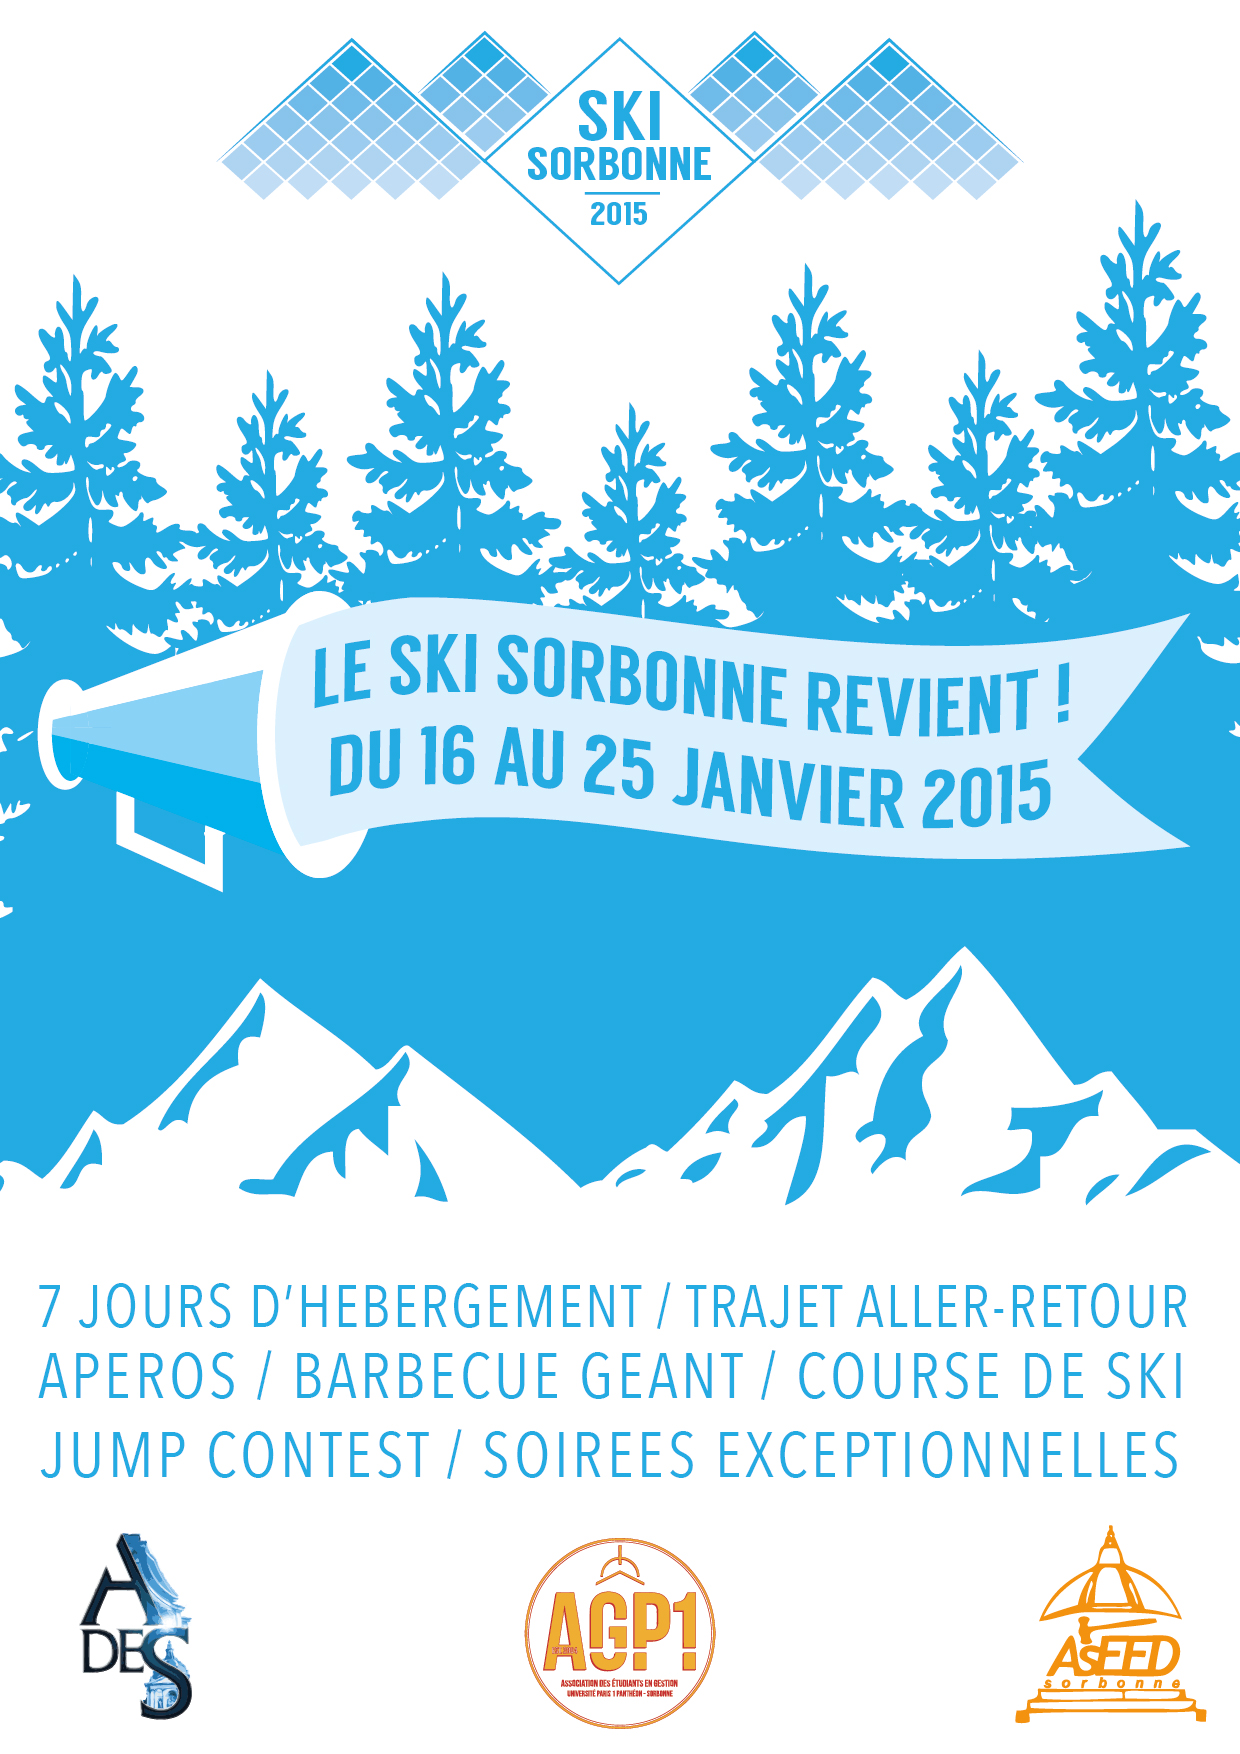 SKI
SORBONNE
2015
LE SKI SORBONNE REVIENT !
DU 16 AU 25 JANVIER 2015
7 JOURS D'HEBERGEMENT / TRAJET ALLER-RETOUR
APEROS / BARBECUE GEANT / COURSE DE SKI
JUMP CONTEST / SOIREES EXCEPTIONNELLES
ADES
AGP1
ASSOCIATION DES ÉTUDIANTS EN GESTION
UNIVERSITÉ PARIS 1 PANTHÉON - SORBONNE
ASEED
sorbonne